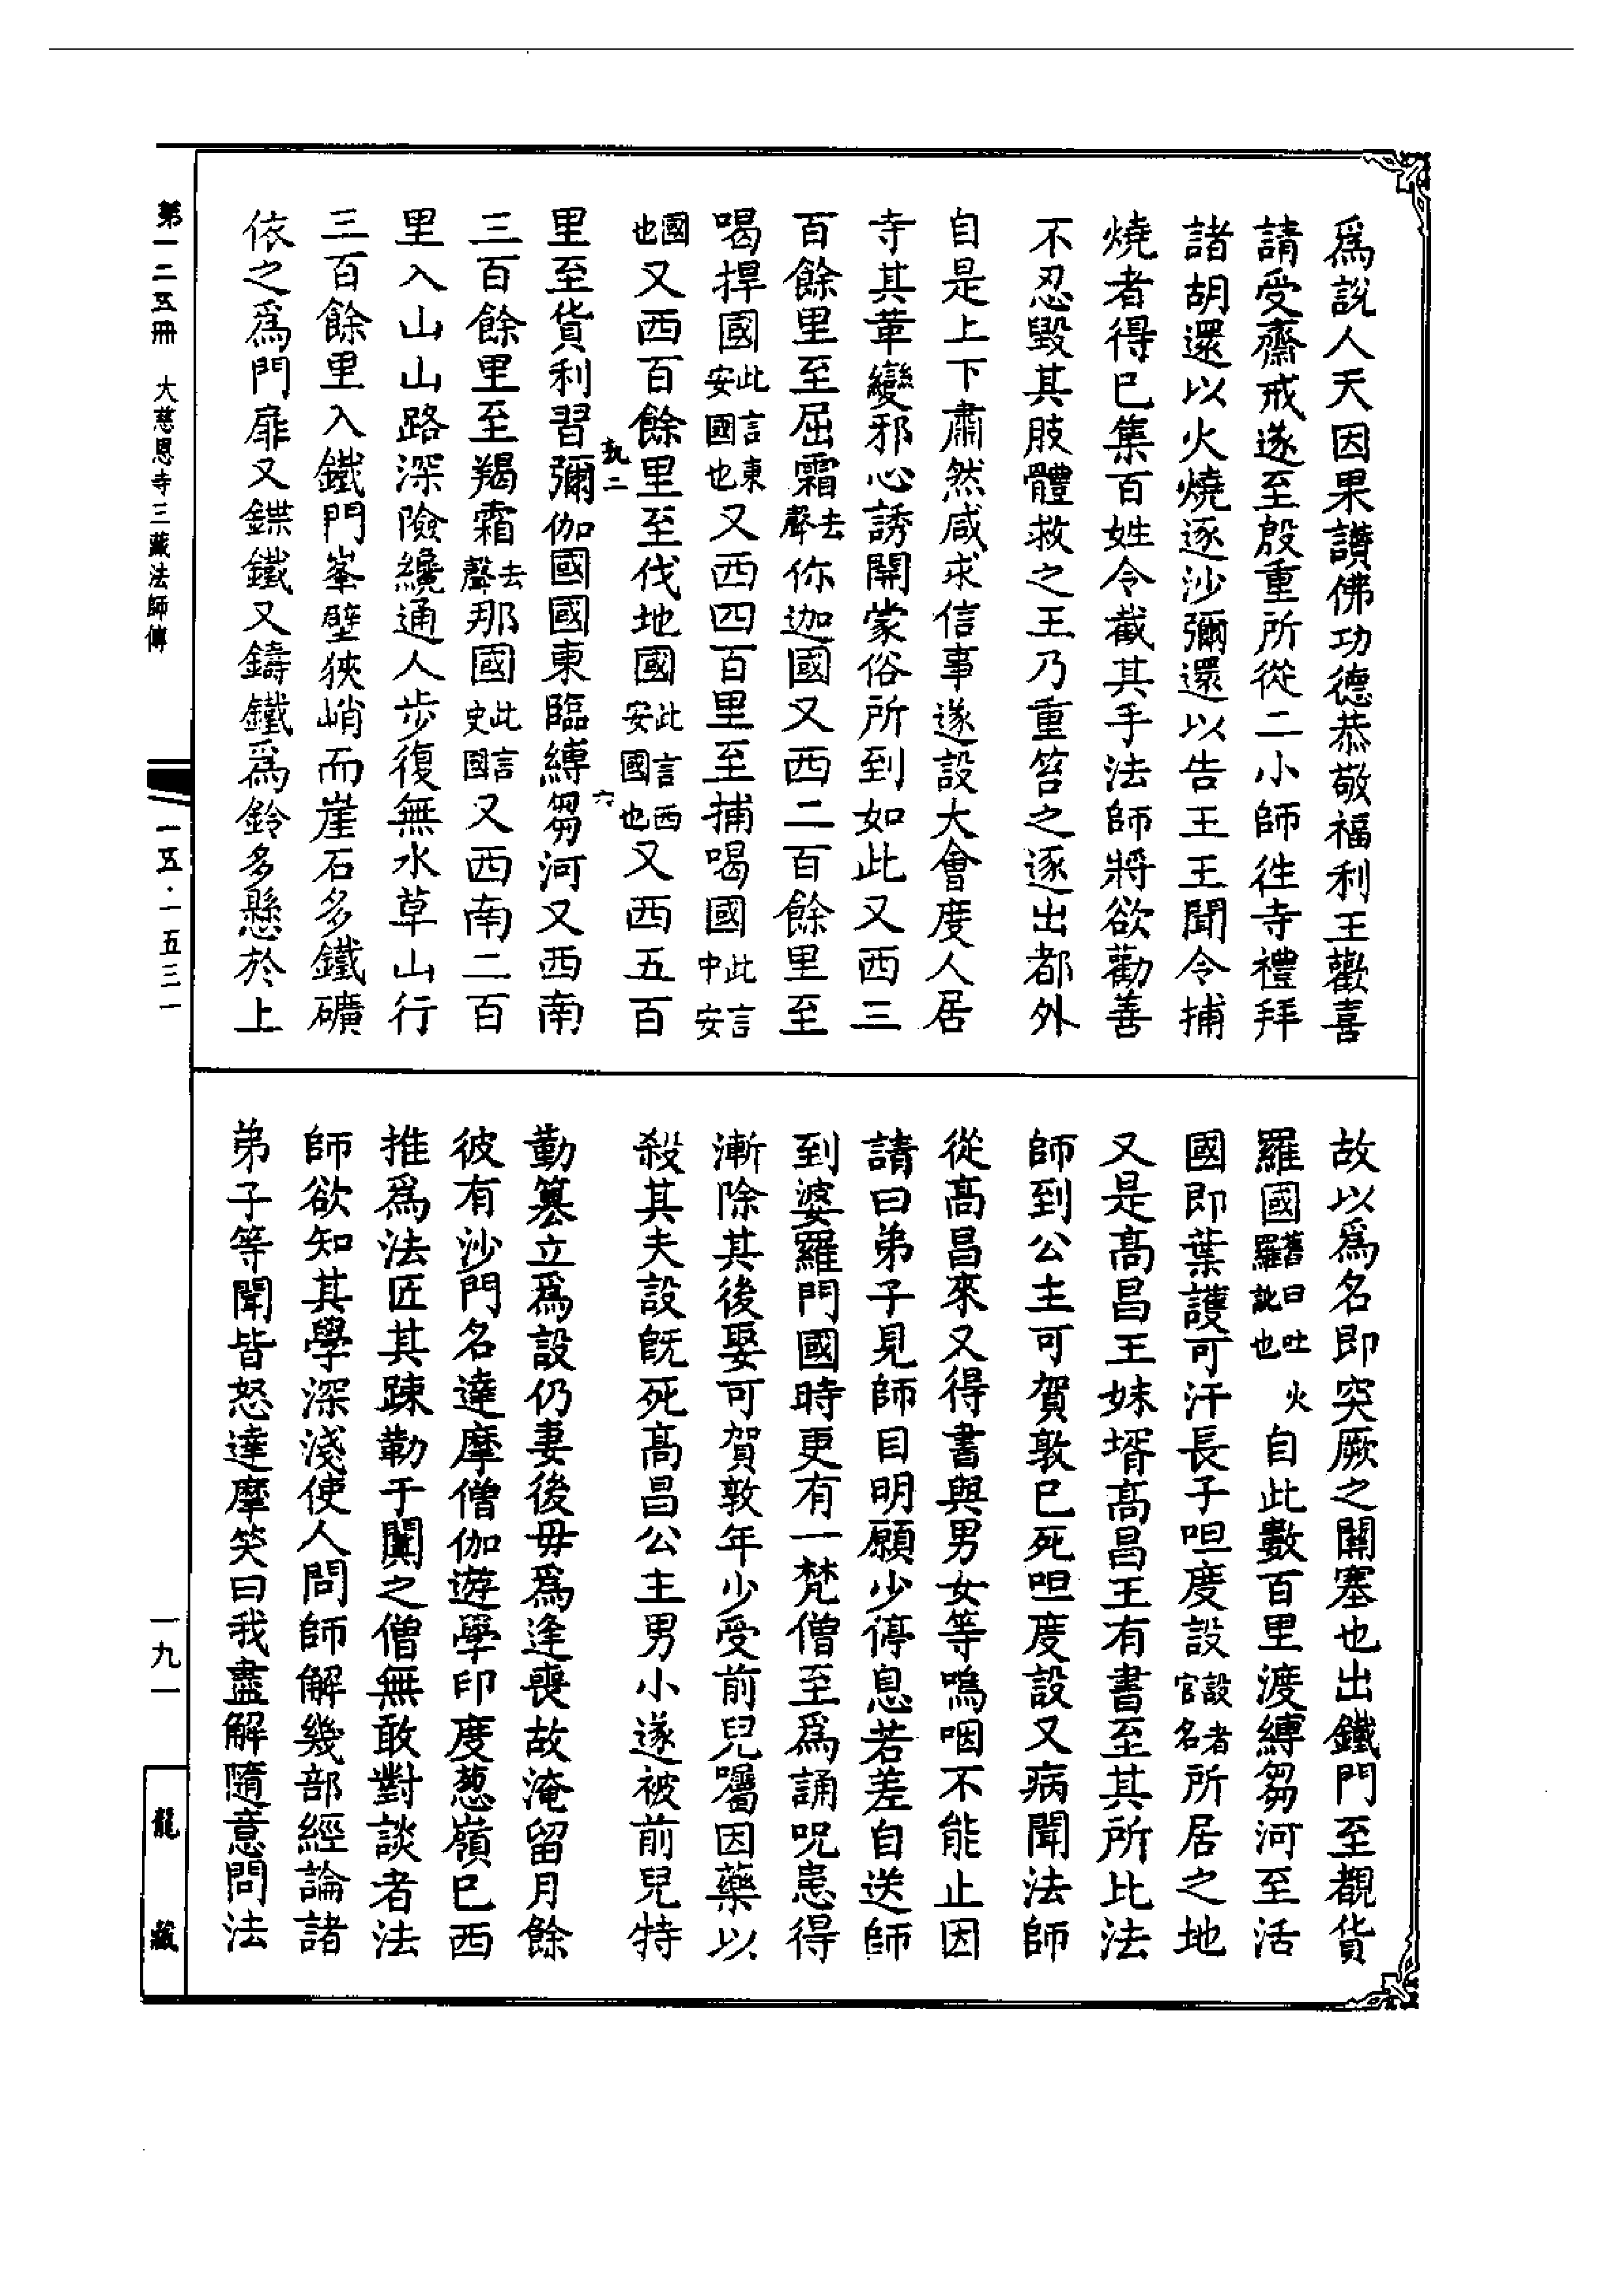 爲說人天因果讚佛功德恭敬福利王歡喜
請受齋戒遂至殷重所從二小師徃寺禮拜
諸胡還以火燒逐沙彌還以告王王聞令捕
燒者得已集百姓令截其手法師將欲勸善
不忍毀其肢體救之王乃重笞之逐出都外
自是上下肅然咸求信事遂設大會度人居
寺其革變邪心誘開蒙俗所到如此又西三
百餘里至屈霜去聲你迦國又西二百餘里至
喝捍國此言東安國也又西四百里至捕喝國此言中安
國也又西百餘里至伐地國此言西安國也又西五百
執二
六
里至貨利習彌伽國國東臨縛芻河又西南
三百餘里至羯霜去聲那國此言史國又西南二百
里入山山路深險纔通人步復無水草山行
三百餘里入鐵門峯壁狹峭而崖石多鐵礦
依之爲門扉又鍱鐵又鑄鐵爲鈴多懸於上
故以爲名即突厥之關塞也出鐵門至覩貨
羅國舊曰吐火羅訛也自此數百里渡縛芻河至活
國即葉護可汗長子呾度設設者官名所居之地
又是高昌王妹壻高昌王有書至其所比法
師到公主可賀敦已死呾度設又病聞法師
從高昌來又得書與男女等嗚咽不能止因
請曰弟子見師目明願少停息若差自送師
到婆羅門國時更有一梵僧至爲誦呪患得
漸除其後娶可賀敦年少受前兒囑因藥以
殺其夫設旣死高昌公主男小遂被前兒特
勤篡立爲設仍妻後毋爲逢喪故淹留月餘
彼有沙門名達摩僧伽遊學印度葱嶺已西
推爲法匠其踈勒于闐之僧無敢對談者法
師欲知其學深淺使人問師解幾部經論諸
弟子等聞皆怒達摩笑曰我盡解隨意問法
第一二五冊　大慈恩寺三藏法師傳
一五·一五三一
一九一
龍藏